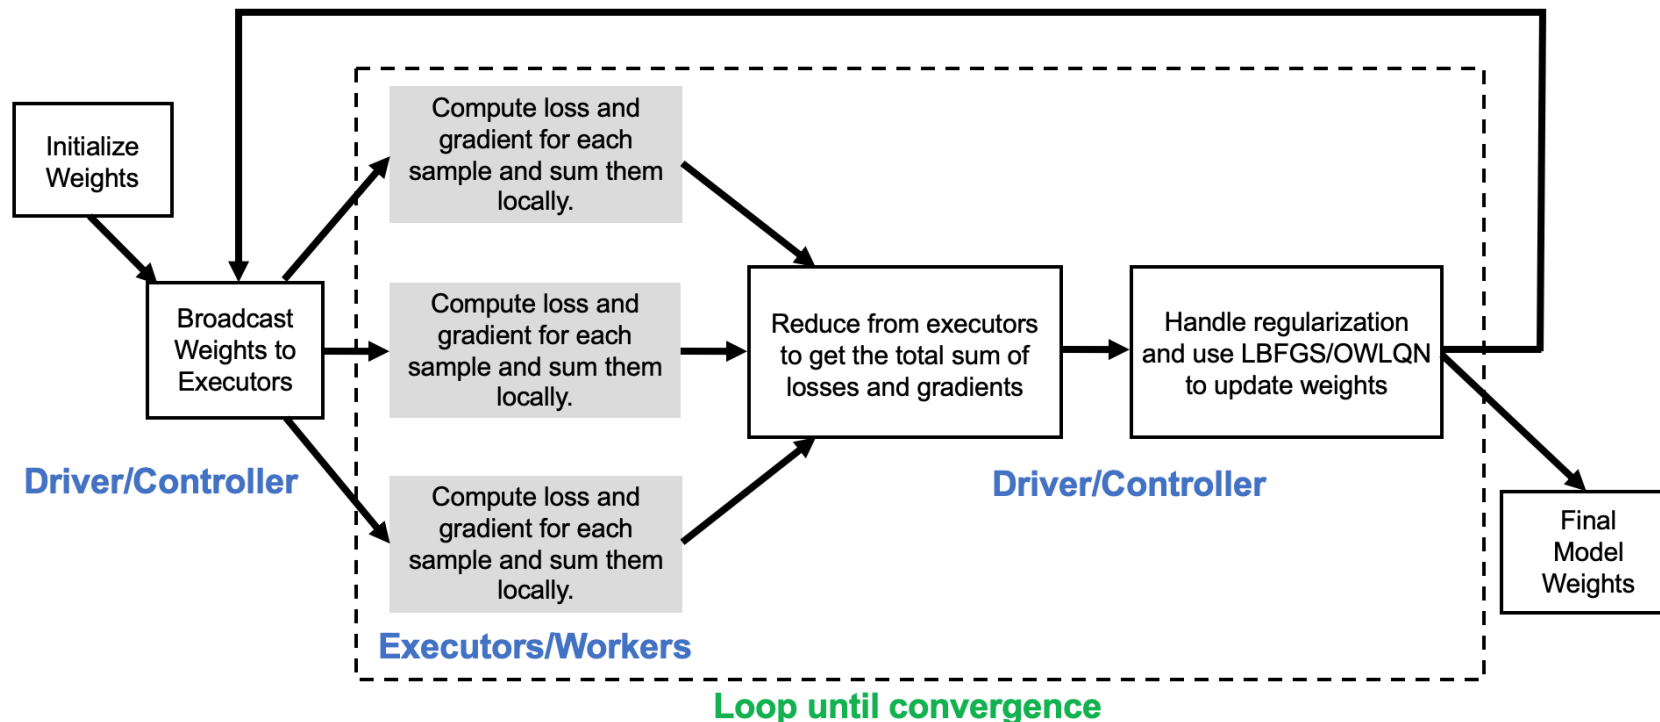 Initialize
Weights
Broadcast
Weights to
Executors
Driver/Controller
Compute loss and
gradient for each
sample and sum them
locally.
Compute loss and
gradient for each
sample and sum them
locally.
Compute loss and
gradient for each
sample and sum them
locally.
Executors/Workers
Reduce from executors
to get the total sum of
losses and gradients
Handle regularization
and use LBFGS/OWLQN
to update weights
Driver/Controller
Final
Model
Weights
Loop until convergence